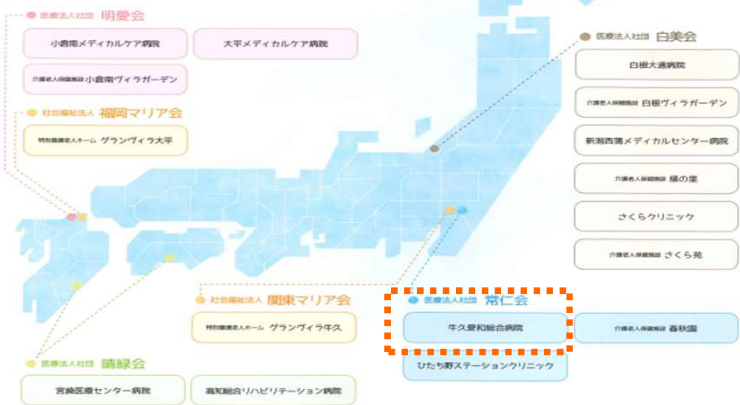 医療法人社団 明愛会
小倉南メディカルケア病院
大平メディカルケア病院
介護老人保健施設 小倉南ヴィラガーデン
社会福祉法人 福岡マリア会
特別養護老人ホーム グランヴィラ大平
医療法人社団 白美会
白根大通病院
介護老人保健施設 白根ヴィラガーデン
新潟西蒲メディカルセンター病院
介護老人保健施設 槇の里
さくらクリニック
介護老人保健施設 さくら苑
社会福祉法人 関東マリア会
特別養護老人ホーム グランヴィラ牛久
医療法人社団 常仁会
牛久愛和総合病院
介護老人保健施設 春秋園
ひたち野ステーションクリニック
医療法人社団 晴緑会
宮崎医療センター病院
高知総合リハビリテーション病院